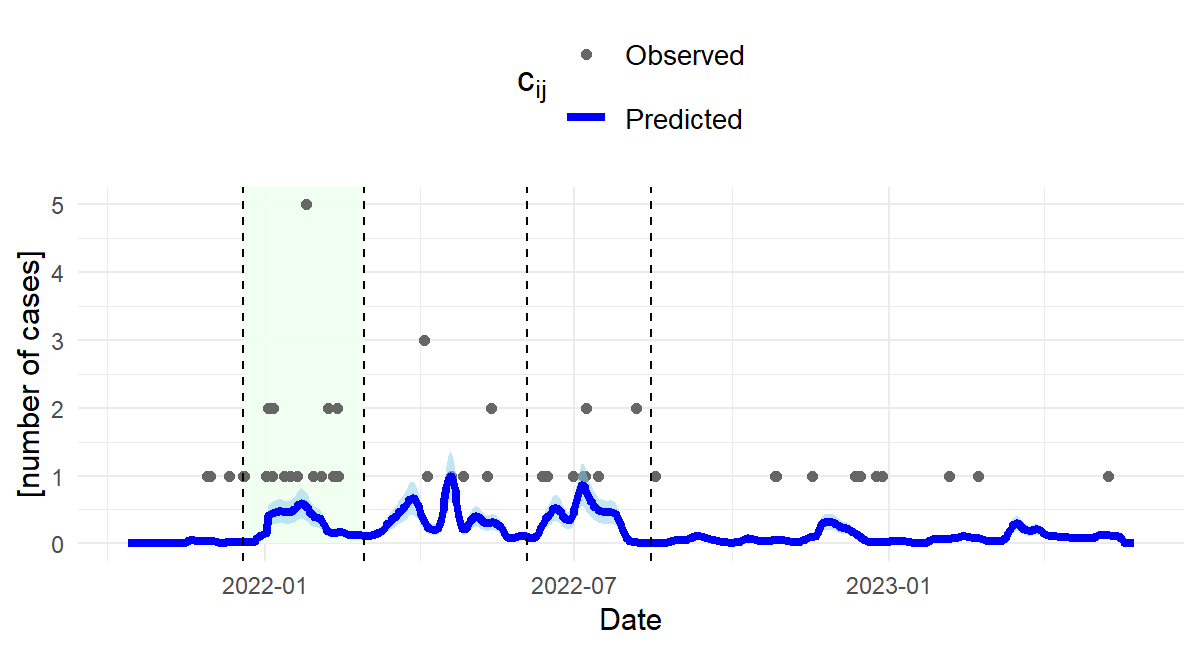 c_ij
Observed
Predicted
[number of cases]
5
4
3
2
1
0
2022-01
2022-07
2023-01
Date